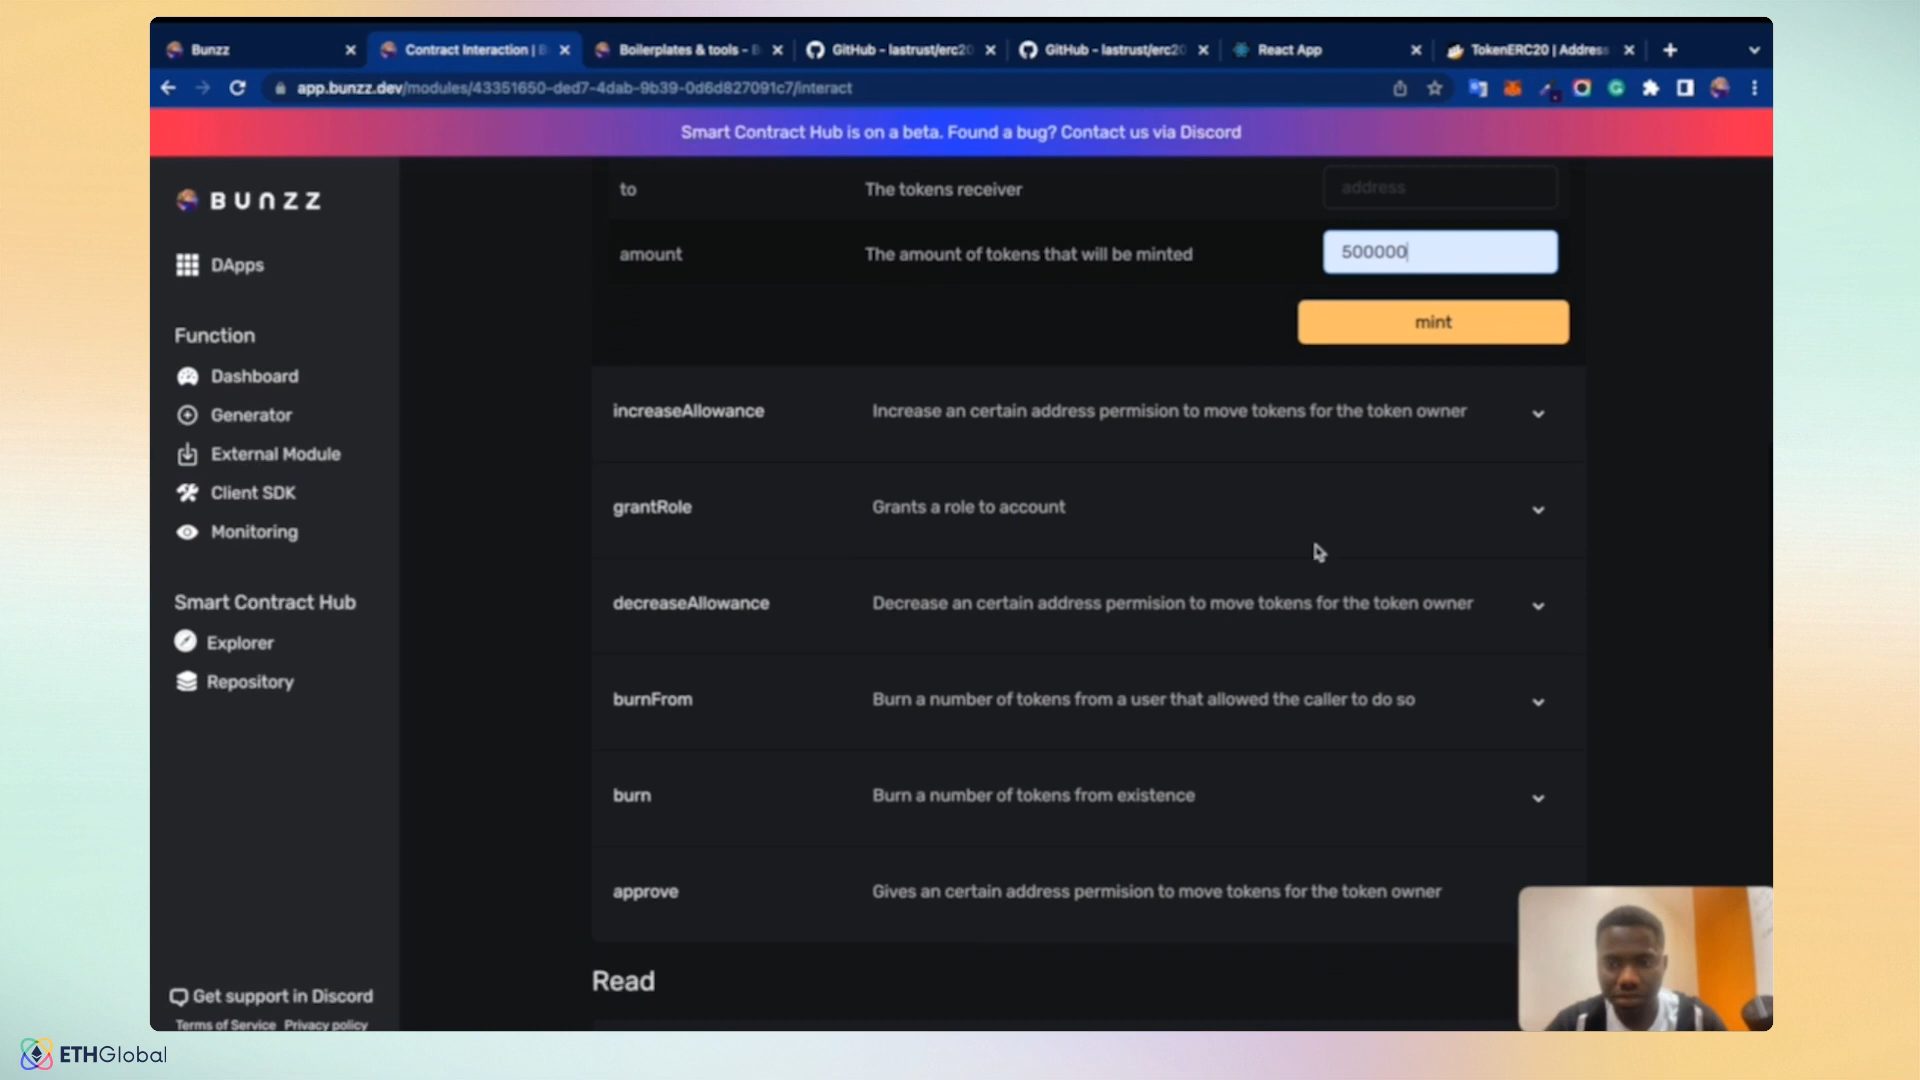 Bunzz
Contract Interaction | B
Boilerplates & tools - B
GitHub - lastrust/erc20
GitHub - lastrust/erc20
React App
TokenERC20 | Address
app.bunzz.dev/modules/43351650-ded7-4dab-9b39-0d6d827091c7/interact
Smart Contract Hub is on a beta. Found a bug? Contact us via Discord
BUNZZ
DApps
Function
Dashboard
Generator
External Module
Client SDK
Monitoring
Smart Contract Hub
Explorer
Repository
Get support in Discord
Terms of Service Privacy policy
to The tokens receiver address
amount The amount of tokens that will be minted 500000
mint
increaseAllowance Increase an certain address permision to move tokens for the token owner
grantRole Grants a role to account
decreaseAllowance Decrease an certain address permision to move tokens for the token owner
burnFrom Burn a number of tokens from a user that allowed the caller to do so
burn Burn a number of tokens from existence
approve Gives an certain address permision to move tokens for the token owner
Read
ETHGlobal